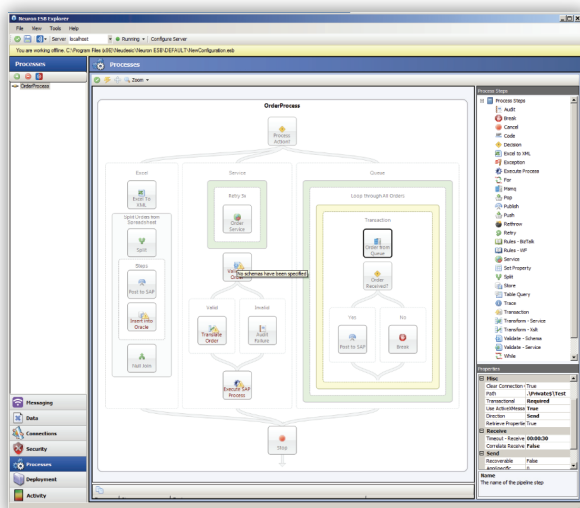 Neuron ESB Explorer
File View Tools Help
Server localhost Running Configure Server
You are working offline. C:\Program Files (x86)\Neudesic\Neuron ESB\DEFAULT\NewConfiguration.esb
Processes
OrderProcess
Messaging
Data
Connections
Security
Processes
Deployment
Activity
Processes
Zoom
OrderProcess
Process
Action?
Excel
Service
Queue
Excel To
XML
Split Orders from
Spreadsheet
Split
Steps
Post to SAP
Insert into
Oracle
Next Item
Retry 5x
Order
Service
No schemas have been specified
Valid
Invalid
Translate
Order
Audit
Failure
Execute SAP
Process
Loop through All Orders
Transaction
Order from
Queue
Order
Received?
Yes
No
Post to SAP
Break
Stop
Process Steps
Process Steps
Audit
Break
Cancel
Code
Decision
Excel to XML
Exception
Execute Process
For
Msmq
Pop
Publish
Push
Rethrow
Retry
Rules - BizTalk
Rules - WF
Service
Set Property
Split
Store
Table Query
Trace
Transaction
Transform - Service
Transform - Xslt
Validate - Schema
Validate - Service
While
Properties
Misc
Clear Connection True
Path .\Private$\Test
Transactional Required
Use ActiveXMessa True
Direction Send
Retrieve Propertie True
Receive
Timeout - Receive 00:00:30
Correlate Receive False
Send
Recoverable False
AppSpecific 0
Name
The name of the pipeline step